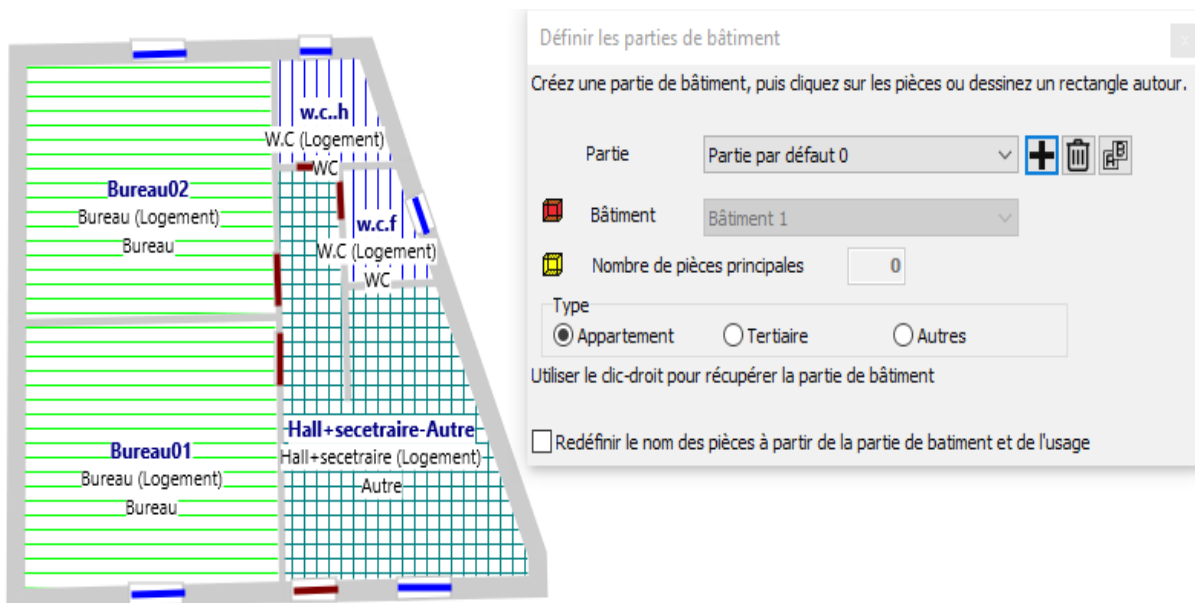 w.c..h
W.C (Logement)
WC
Bureau02
Bureau (Logement)
Bureau
w.c.f
W.C (Logement)
WC
Bureau01
Bureau (Logement)
Bureau
Hall+secetraire-Autre
Hall+secetraire (Logement)
Autre
Définir les parties de bâtiment
x
Créez une partie de bâtiment, puis cliquez sur les pièces ou dessinez un rectangle autour.
Partie
Partie par défaut 0
A B
Bâtiment
Bâtiment 1
Nombre de pièces principales
0
Type
Appartement
Tertiaire
Autres
Utiliser le clic-droit pour récupérer la partie de bâtiment
Redéfinir le nom des pièces à partir de la partie de batiment et de l'usage